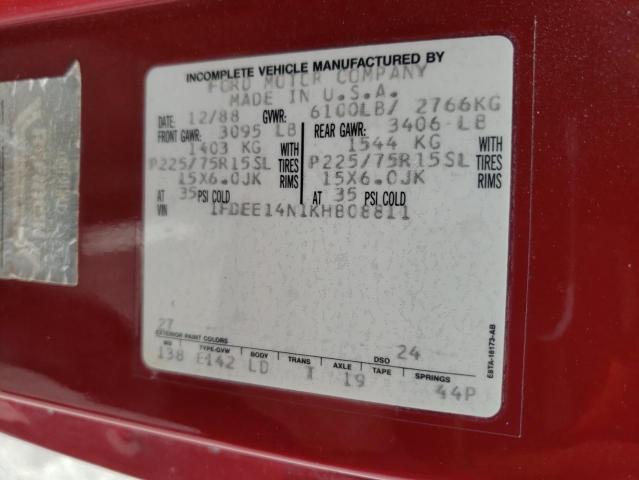 INCOMPLETE VEHICLE MANUFACTURED BY
FORD MOTOR COMPANY
MADE IN U.S.A.
DATE: 12/88 GVWR: 6100LB/ 2766KG
FRONT GAWR: 3095 LB REAR GAWR: 3406 LB
1403 KG WITH 1544 KG WITH
P225/75R15SL TIRES P225/75R15SL TIRES
15X6.0JK RIMS 15X6.0JK RIMS
AT 35 PSI COLD AT 35 PSI COLD
VIN 1FDEE14N1KHB08811
27
EXTERIOR PAINT COLORS DSO 24
WB TYPE-GVW BODY TRANS AXLE TAPE SPRINGS
138 E142 LD T 19 44P
E8TA-16173-AB